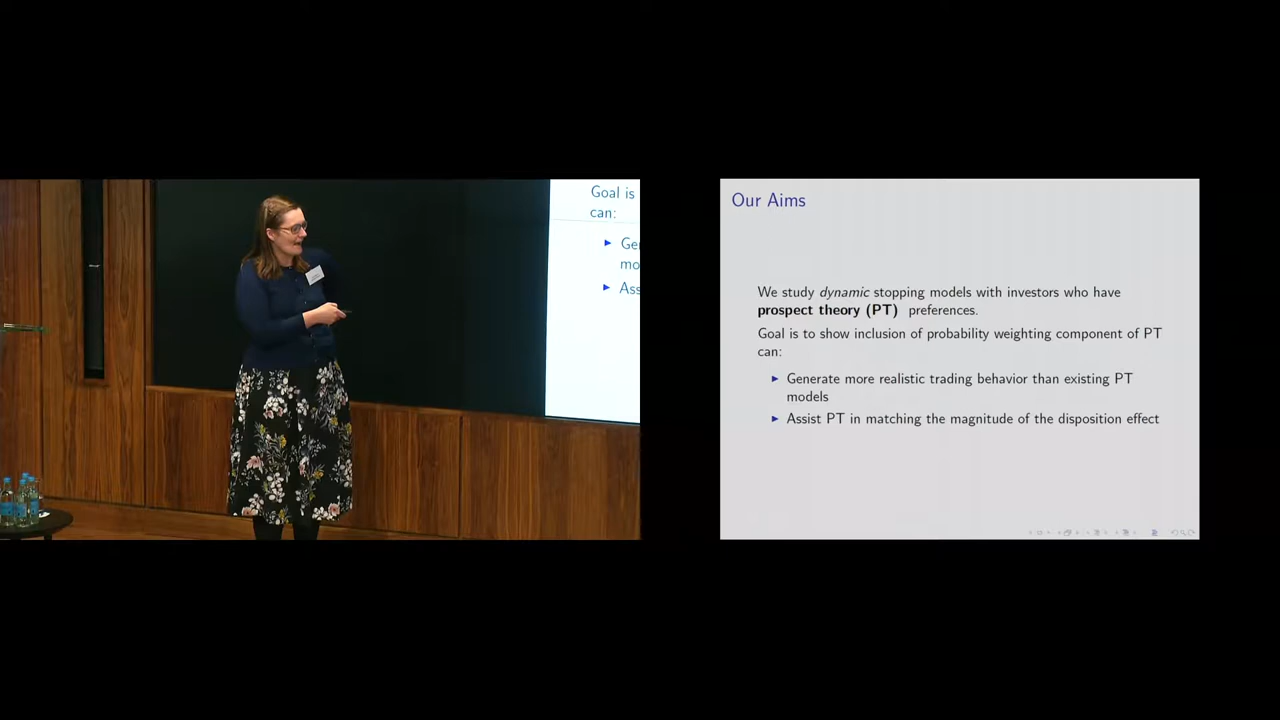 Goal is
can:
Ge
mo
Ass
Our Aims
We study dynamic stopping models with investors who have
prospect theory (PT) preferences.
Goal is to show inclusion of probability weighting component of PT
can:
Generate more realistic trading behavior than existing PT
models
Assist PT in matching the magnitude of the disposition effect